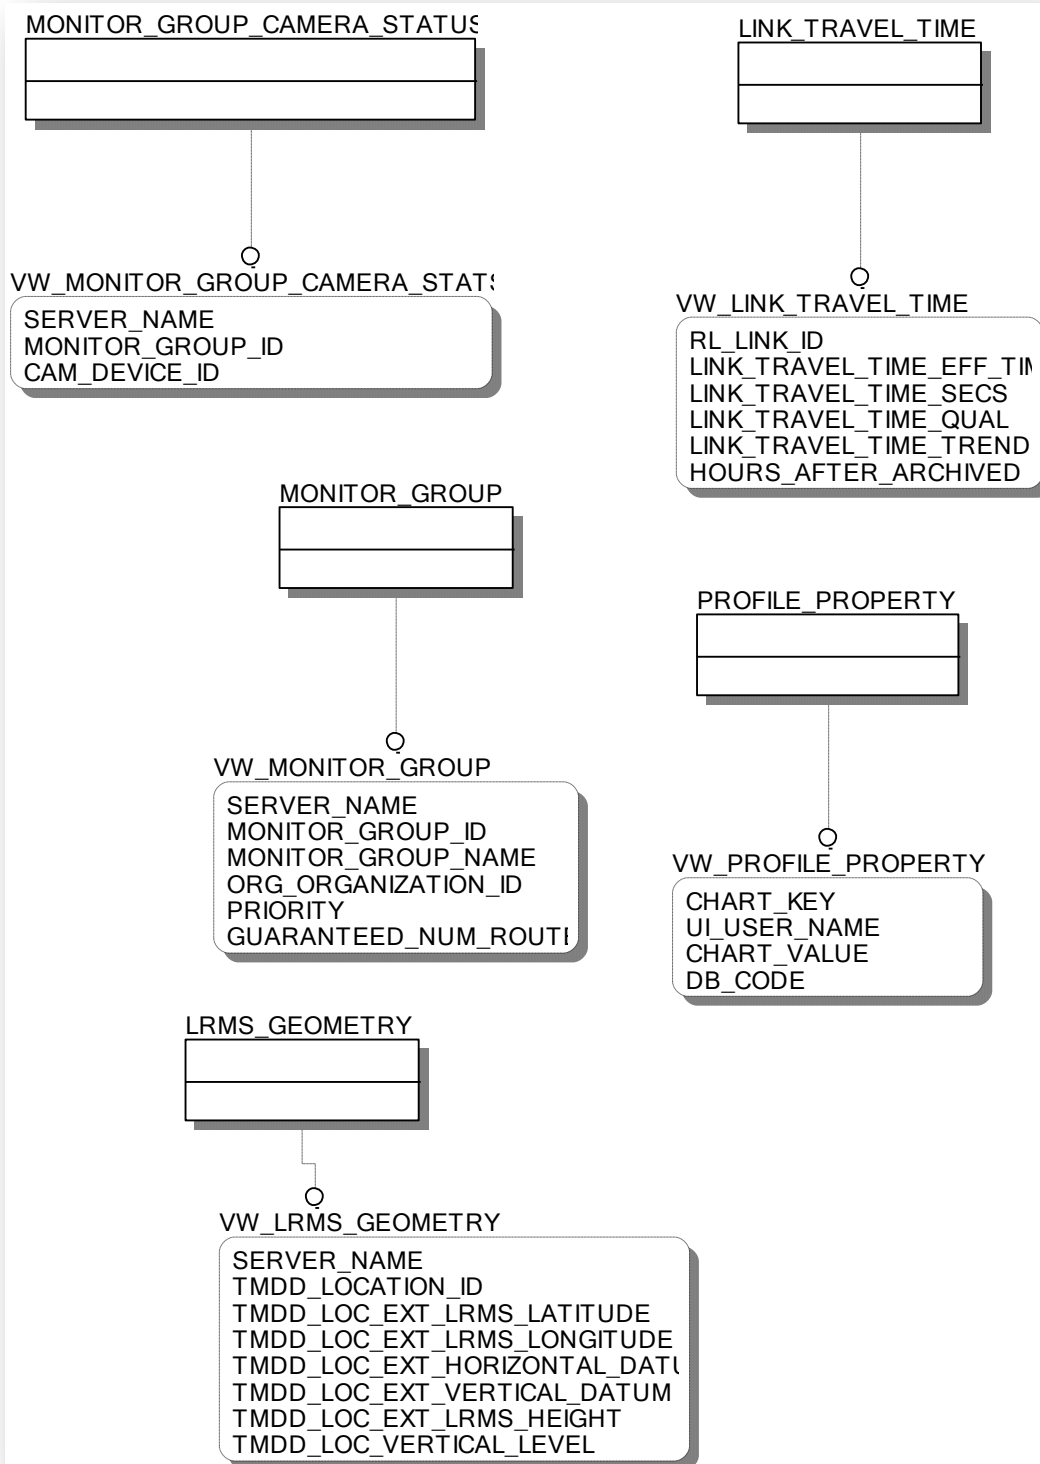 MONITOR_GROUP_CAMERA_STATUS
VW_MONITOR_GROUP_CAMERA_STATS
SERVER_NAME
MONITOR_GROUP_ID
CAM_DEVICE_ID
LINK_TRAVEL_TIME
VW_LINK_TRAVEL_TIME
RL_LINK_ID
LINK_TRAVEL_TIME_EFF_TIM
LINK_TRAVEL_TIME_SECS
LINK_TRAVEL_TIME_QUAL
LINK_TRAVEL_TIME_TREND
HOURS_AFTER_ARCHIVED
MONITOR_GROUP
VW_MONITOR_GROUP
SERVER_NAME
MONITOR_GROUP_ID
MONITOR_GROUP_NAME
ORG_ORGANIZATION_ID
PRIORITY
GUARANTEED_NUM_ROUTE
PROFILE_PROPERTY
VW_PROFILE_PROPERTY
CHART_KEY
UI_USER_NAME
CHART_VALUE
DB_CODE
LRMS_GEOMETRY
VW_LRMS_GEOMETRY
SERVER_NAME
TMDD_LOCATION_ID
TMDD_LOC_EXT_LRMS_LATITUDE
TMDD_LOC_EXT_LRMS_LONGITUDE
TMDD_LOC_EXT_HORIZONTAL_DATU
TMDD_LOC_EXT_VERTICAL_DATUM
TMDD_LOC_EXT_LRMS_HEIGHT
TMDD_LOC_VERTICAL_LEVEL